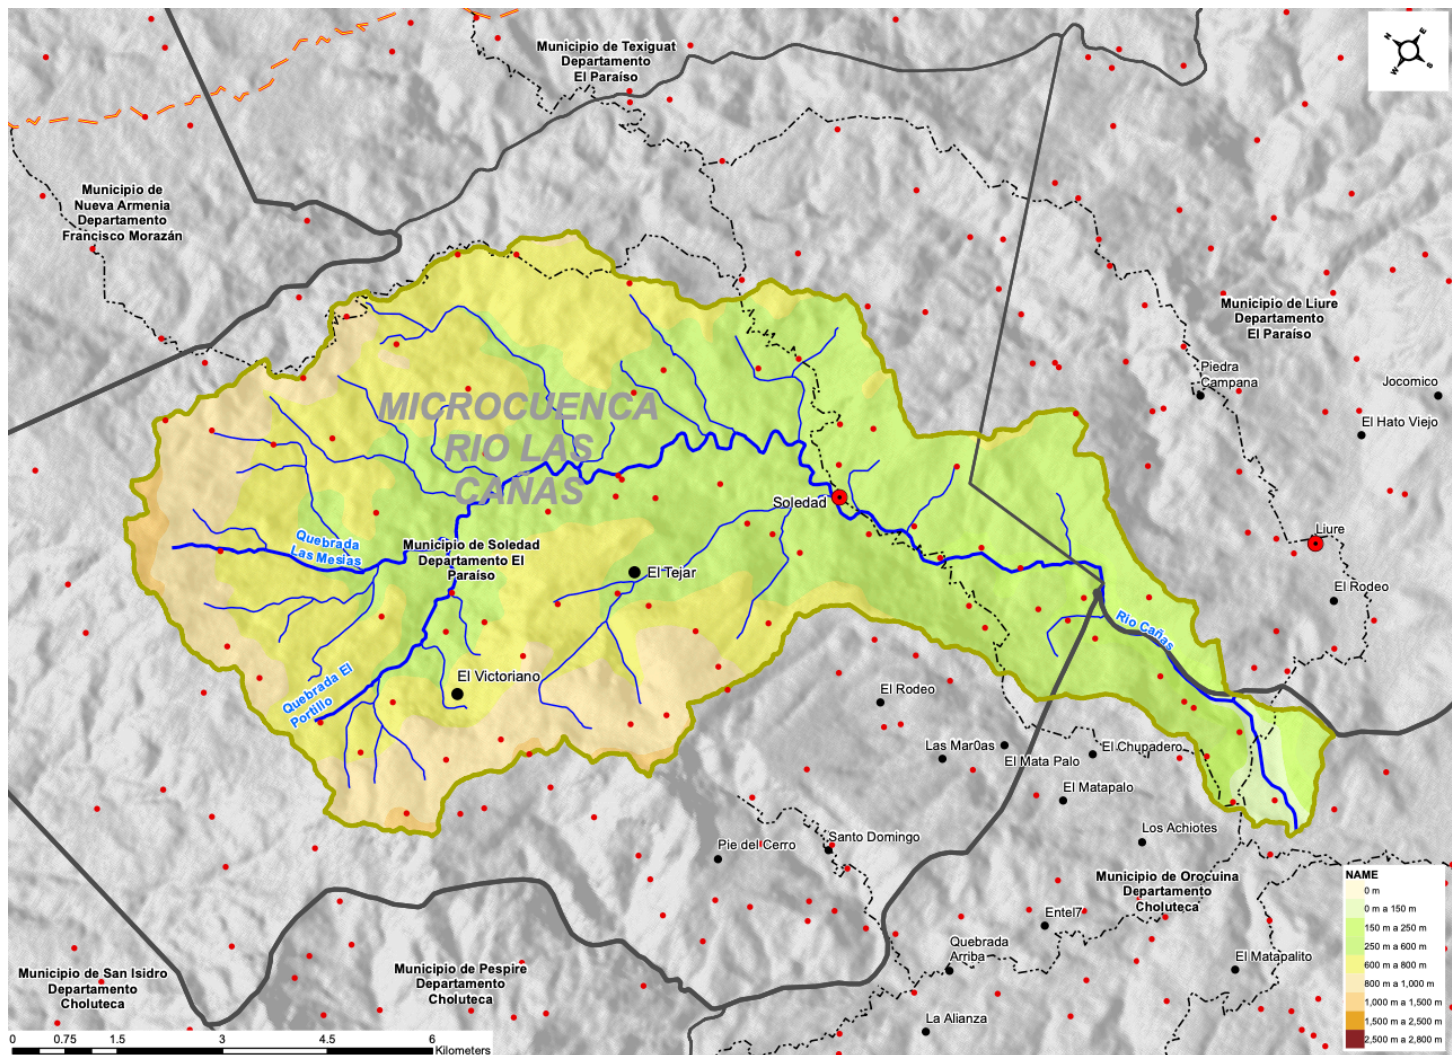 Municipio de Texiguat
Departamento
El Paraíso
N
E
W
S
Municipio de
Nueva Armenia
Departamento
Francisco Morazán
Municipio de Liure
Departamento
El Paraíso
Piedra
Campana
Jocomico
El Hato Viejo
MICROCUENCA
RIO LAS
CAÑAS
Soledad
Liure
Quebrada
Las Mesias
Municipio de Soledad
Departamento El
Paraíso
El Tejar
El Rodeo
Rio Cañas
El Victoriano
Quebrada El
Portillo
El Rodeo
Las Mar0as
El Mata Palo
El Chupadero
El Matapalo
Los Achiotes
Pie del Cerro
Santo Domingo
Municipio de Orocuina
Departamento
Choluteca
Entel7
Quebrada
Arriba
El Matapalito
La Alianza
Municipio de San Isidro
Departamento
Choluteca
Municipio de Pespire
Departamento
Choluteca
NAME
0 m
0 m a 150 m
150 m a 250 m
250 m a 600 m
600 m a 800 m
800 m a 1,000 m
1,000 m a 1,500 m
1,500 m a 2,500 m
2,500 m a 2,800 m
0 0.75 1.5 3 4.5 6
Kilometers